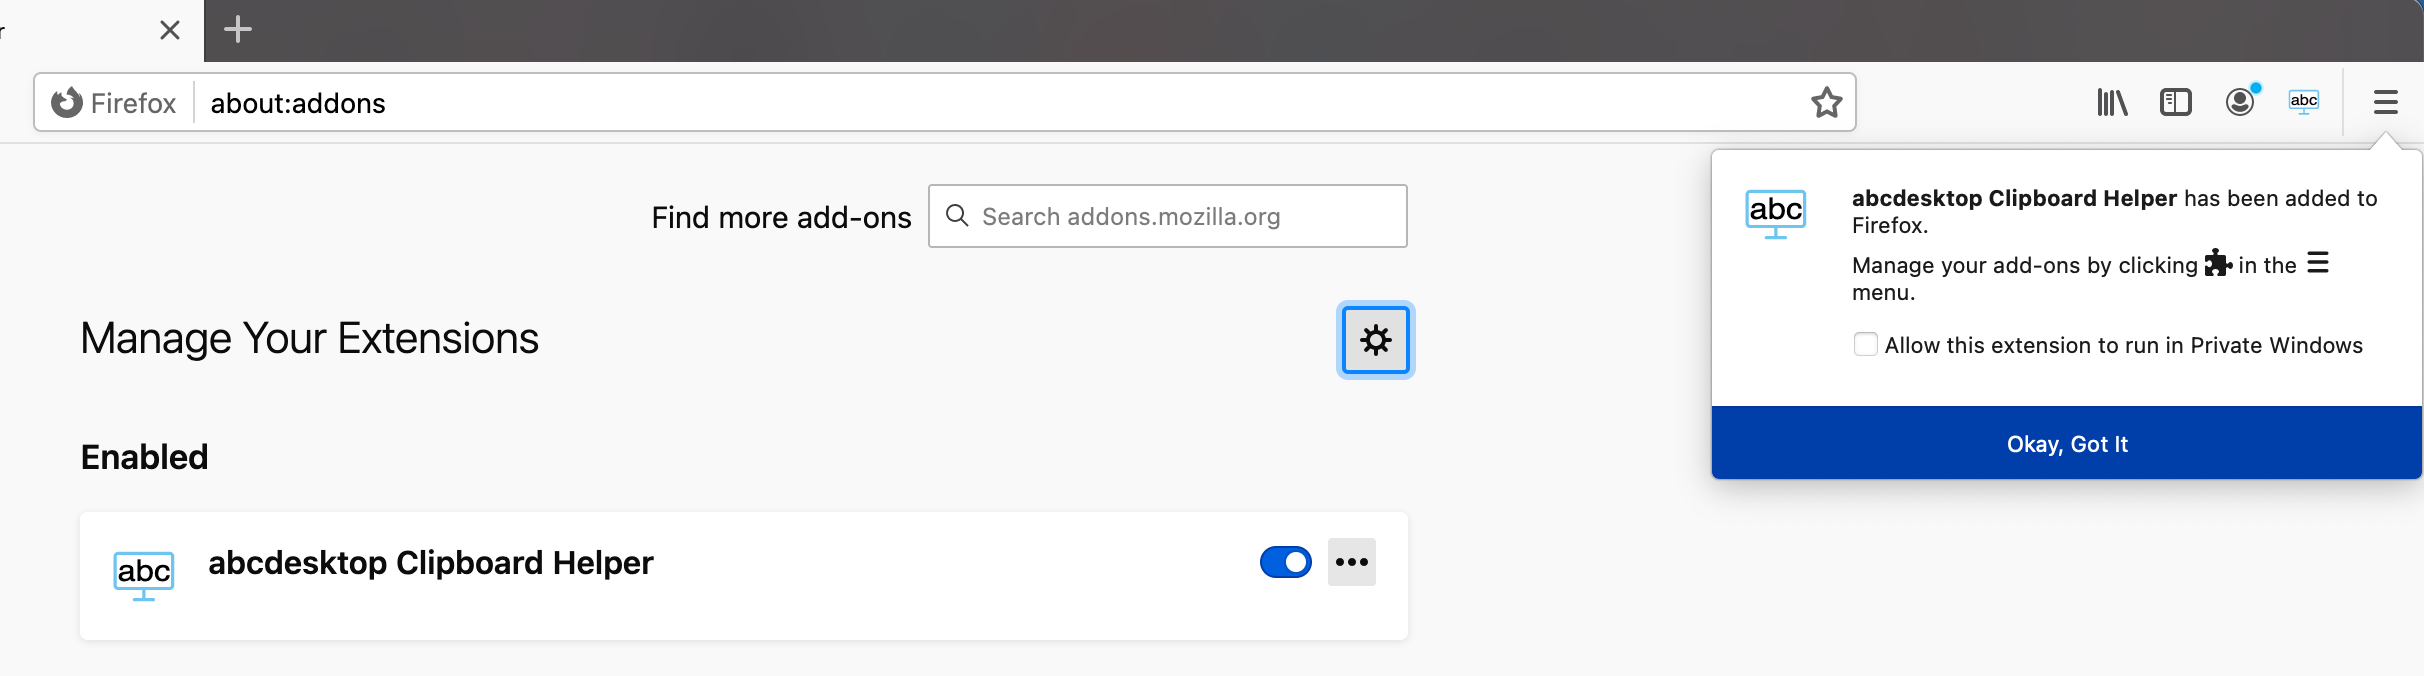 r
Firefox
about:addons
abc
Find more add-ons
Search addons.mozilla.org
abc
abcdesktop Clipboard Helper has been added to
Firefox.
Manage your add-ons by clicking in the
menu.
Allow this extension to run in Private Windows
Okay, Got It
Manage Your Extensions
Enabled
abc
abcdesktop Clipboard Helper